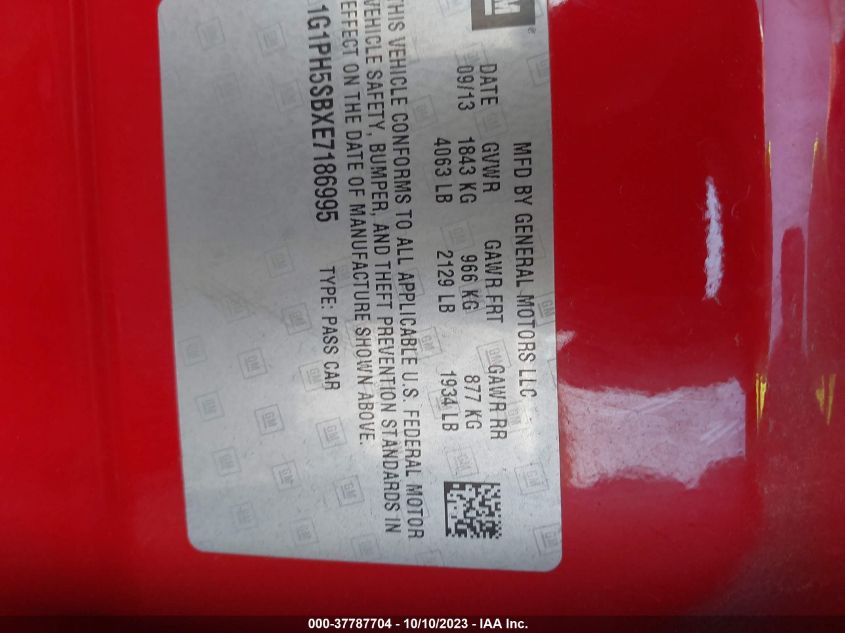 GM
MFD BY GENERAL MOTORS LLC
DATE GVWR GAWR FRT GAWR RR
09/13 1843 KG 966 KG 877 KG
4063 LB 2129 LB 1934 LB
THIS VEHICLE CONFORMS TO ALL APPLICABLE U.S. FEDERAL MOTOR
VEHICLE SAFETY, BUMPER, AND THEFT PREVENTION STANDARDS IN
EFFECT ON THE DATE OF MANUFACTURE SHOWN ABOVE.
1G1PH5SBXE7186995 TYPE: PASS CAR
000-37787704 - 10/10/2023 - IAA Inc.